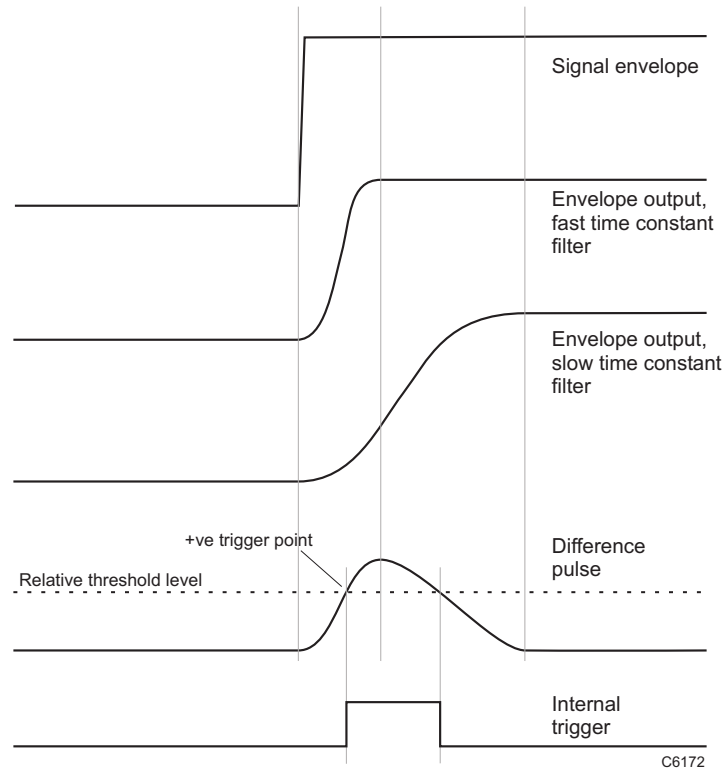 Signal envelope
Envelope output,
fast time constant
filter
Envelope output,
slow time constant
filter
+ve trigger point
Difference
pulse
Relative threshold level
Internal
trigger
C6172